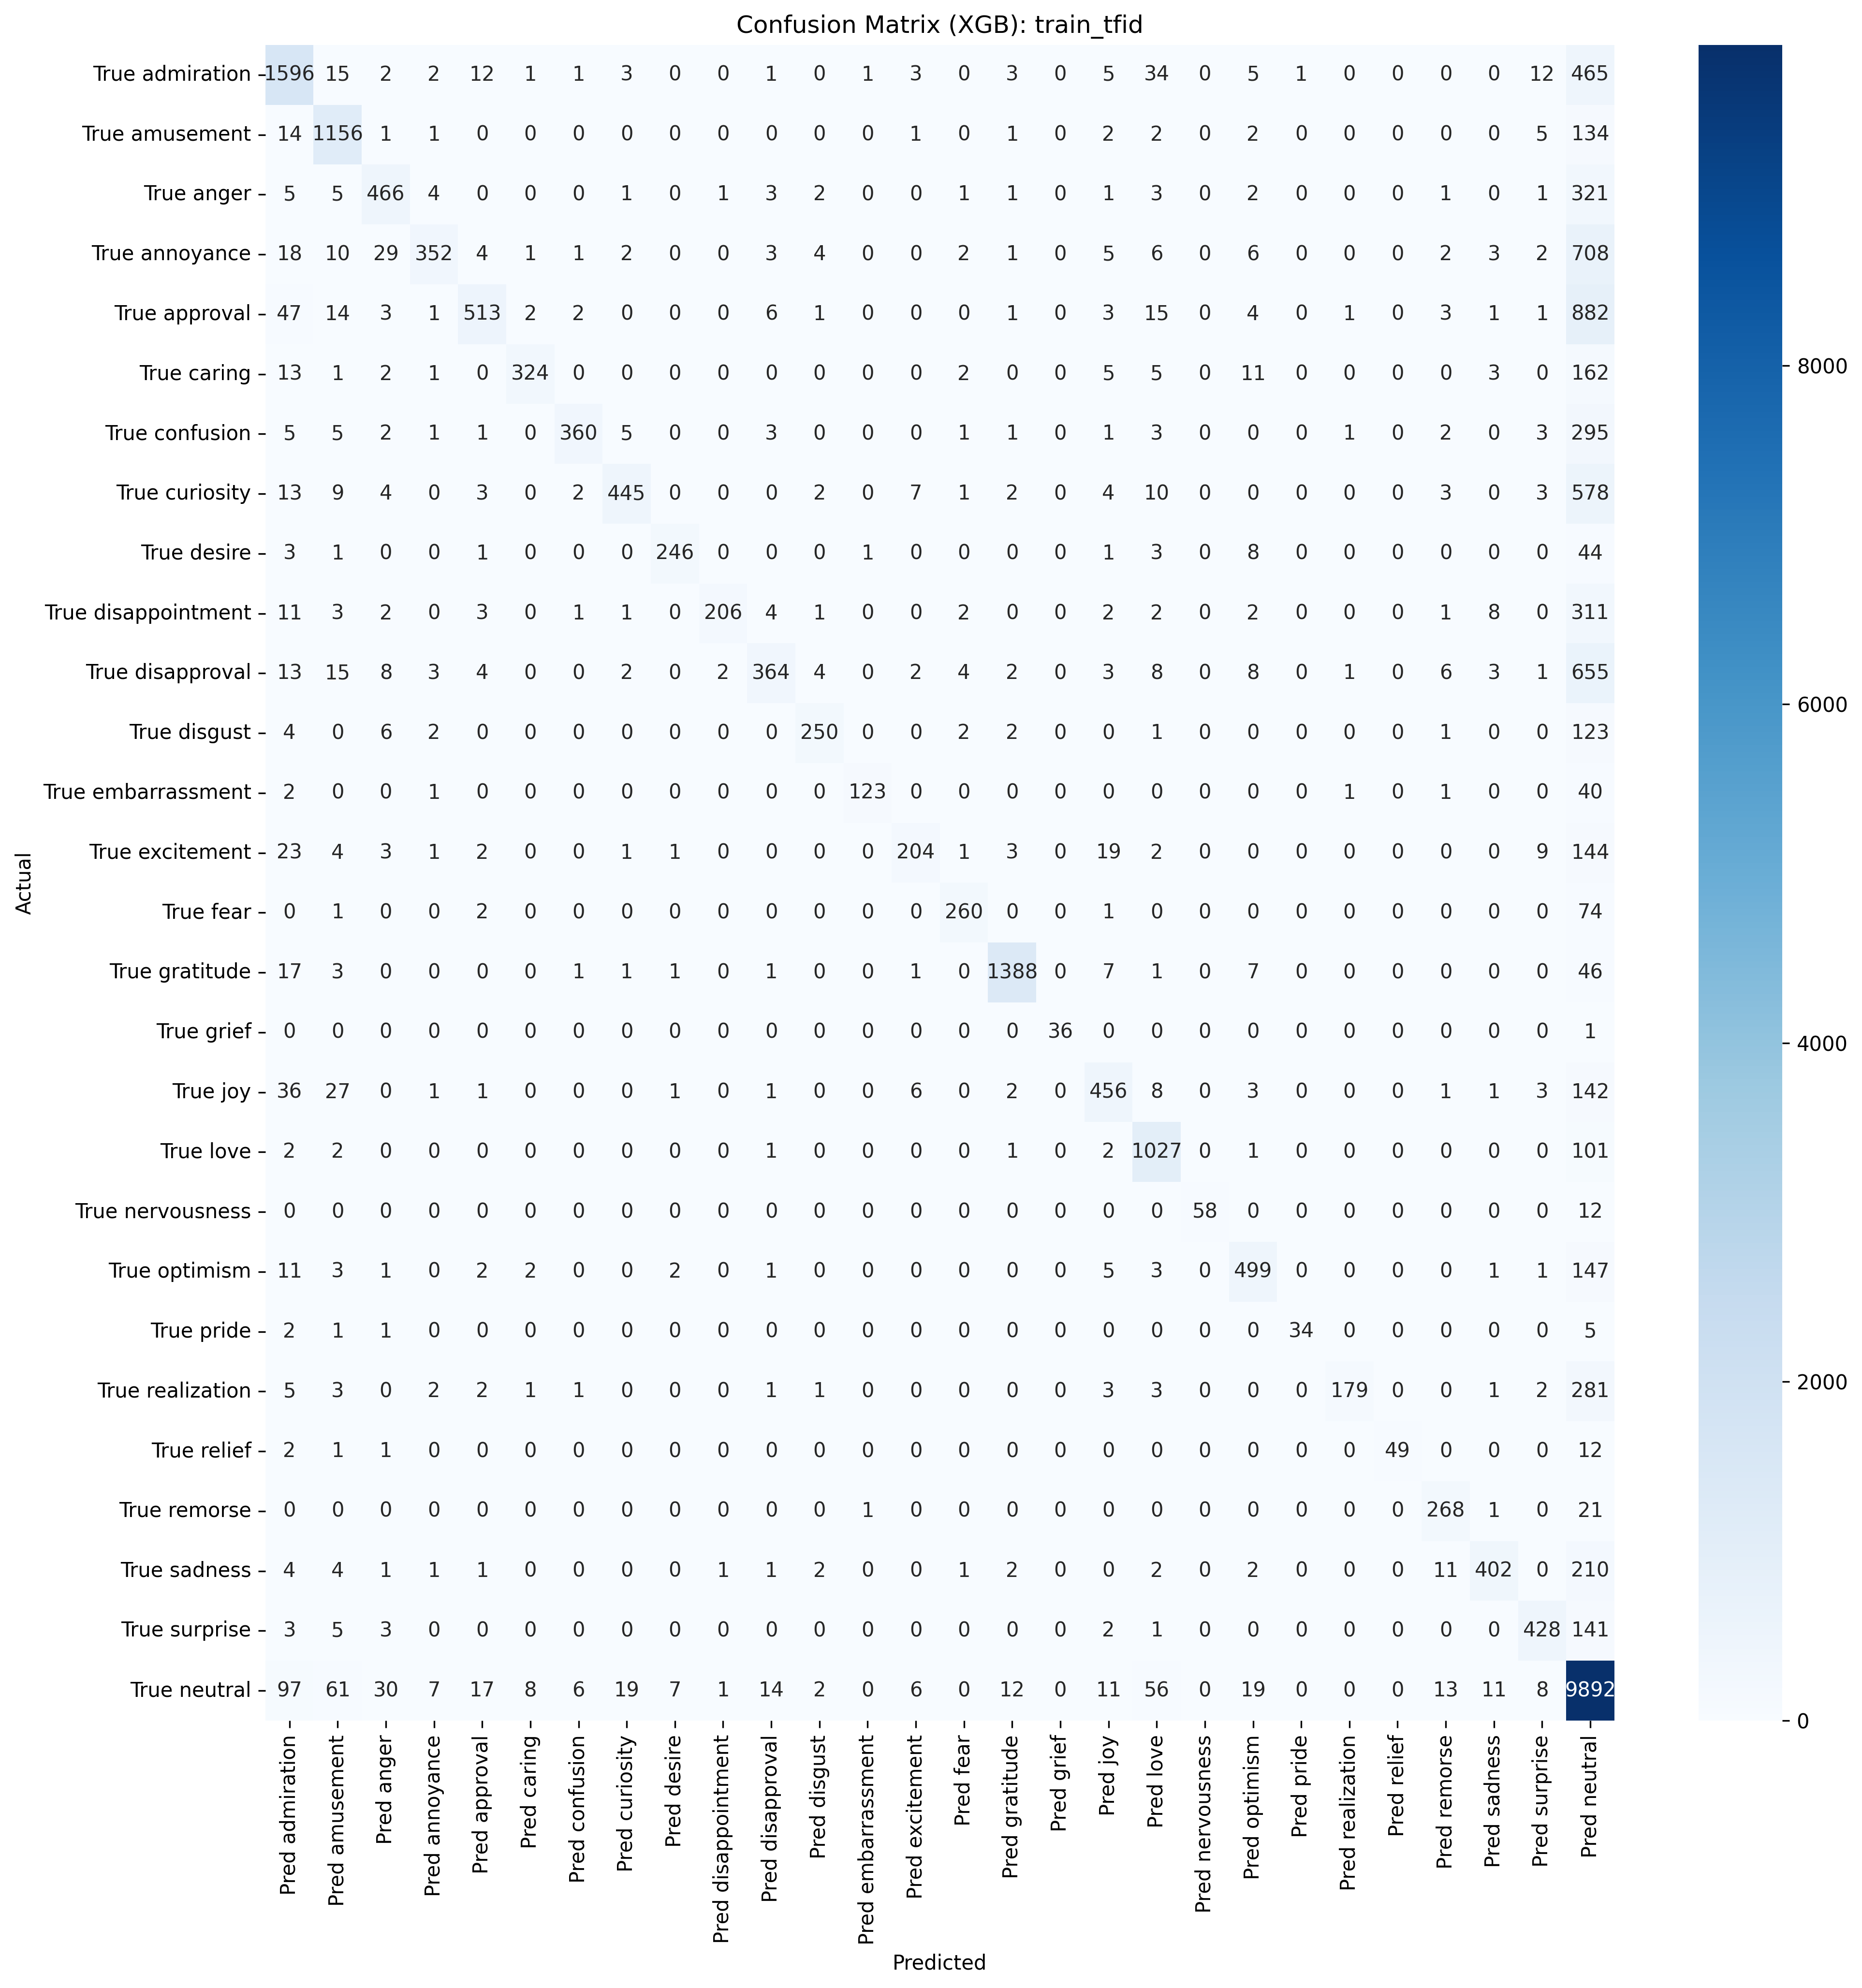 Confusion Matrix (XGB): train_tfid
True admiration 1596 15 2 2 12 1 1 3 0 0 1 0 1 3 0 3 0 5 34 0 5 1 0 0 0 0 12 465
True amusement 14 1156 1 1 0 0 0 0 0 0 0 0 0 1 0 1 0 2 2 0 2 0 0 0 0 0 5 134
True anger 5 5 466 4 0 0 0 1 0 1 3 2 0 0 1 1 0 1 3 0 2 0 0 0 1 0 1 321
True annoyance 18 10 29 352 4 1 1 2 0 0 3 4 0 0 2 1 0 5 6 0 6 0 0 0 2 3 2 708
True approval 47 14 3 1 513 2 2 0 0 0 6 1 0 0 0 1 0 3 15 0 4 0 1 0 3 1 1 882
True caring 13 1 2 1 0 324 0 0 0 0 0 0 0 0 2 0 0 5 5 0 11 0 0 0 0 3 0 162
True confusion 5 5 2 1 1 0 360 5 0 0 3 0 0 0 1 1 0 1 3 0 0 0 1 0 2 0 3 295
True curiosity 13 9 4 0 3 0 2 445 0 0 0 2 0 7 1 2 0 4 10 0 0 0 0 0 3 0 3 578
True desire 3 1 0 0 1 0 0 0 246 0 0 0 1 0 0 0 0 1 3 0 8 0 0 0 0 0 0 44
True disappointment 11 3 2 0 3 0 1 1 0 206 4 1 0 0 2 0 0 2 2 0 2 0 0 0 1 8 0 311
True disapproval 13 15 8 3 4 0 0 2 0 2 364 4 0 2 4 2 0 3 8 0 8 0 1 0 6 3 1 655
True disgust 4 0 6 2 0 0 0 0 0 0 0 250 0 0 2 2 0 0 1 0 0 0 0 0 1 0 0 123
True embarrassment 2 0 0 1 0 0 0 0 0 0 0 0 123 0 0 0 0 0 0 0 0 0 1 0 1 0 0 40
True excitement 23 4 3 1 2 0 0 1 1 0 0 0 0 204 1 3 0 19 2 0 0 0 0 0 0 0 9 144
True fear 0 1 0 0 2 0 0 0 0 0 0 0 0 0 260 0 0 1 0 0 0 0 0 0 0 0 0 74
True gratitude 17 3 0 0 0 0 1 1 1 0 1 0 0 1 0 1388 0 7 1 0 7 0 0 0 0 0 0 46
True grief 0 0 0 0 0 0 0 0 0 0 0 0 0 0 0 0 36 0 0 0 0 0 0 0 0 0 0 1
True joy 36 27 0 1 1 0 0 0 1 0 1 0 0 6 0 2 0 456 8 0 3 0 0 0 1 1 3 142
True love 2 2 0 0 0 0 0 0 0 0 1 0 0 0 0 1 0 2 1027 0 1 0 0 0 0 0 0 101
True nervousness 0 0 0 0 0 0 0 0 0 0 0 0 0 0 0 0 0 0 0 58 0 0 0 0 0 0 0 12
True optimism 11 3 1 0 2 2 0 0 2 0 1 0 0 0 0 0 0 5 3 0 499 0 0 0 0 1 1 147
True pride 2 1 1 0 0 0 0 0 0 0 0 0 0 0 0 0 0 0 0 0 0 34 0 0 0 0 0 5
True realization 5 3 0 2 2 1 1 0 0 0 1 1 0 0 0 0 0 3 3 0 0 0 179 0 0 1 2 281
True relief 2 1 1 0 0 0 0 0 0 0 0 0 0 0 0 0 0 0 0 0 0 0 0 49 0 0 0 12
True remorse 0 0 0 0 0 0 0 0 0 0 0 0 1 0 0 0 0 0 0 0 0 0 0 0 268 1 0 21
True sadness 4 4 1 1 1 0 0 0 0 1 1 2 0 0 1 2 0 0 2 0 2 0 0 0 11 402 0 210
True surprise 3 5 3 0 0 0 0 0 0 0 0 0 0 0 0 0 0 2 1 0 0 0 0 0 0 0 428 141
True neutral 97 61 30 7 17 8 6 19 7 1 14 2 0 6 0 12 0 11 56 0 19 0 0 0 13 11 8 9892
Actual
Pred admiration
Pred amusement
Pred anger
Pred annoyance
Pred approval
Pred caring
Pred confusion
Pred curiosity
Pred desire
Pred disappointment
Pred disapproval
Pred disgust
Pred embarrassment
Pred excitement
Pred fear
Pred gratitude
Pred grief
Pred joy
Pred love
Pred nervousness
Pred optimism
Pred pride
Pred realization
Pred relief
Pred remorse
Pred sadness
Pred surprise
Pred neutral
Predicted
8000
6000
4000
2000
0